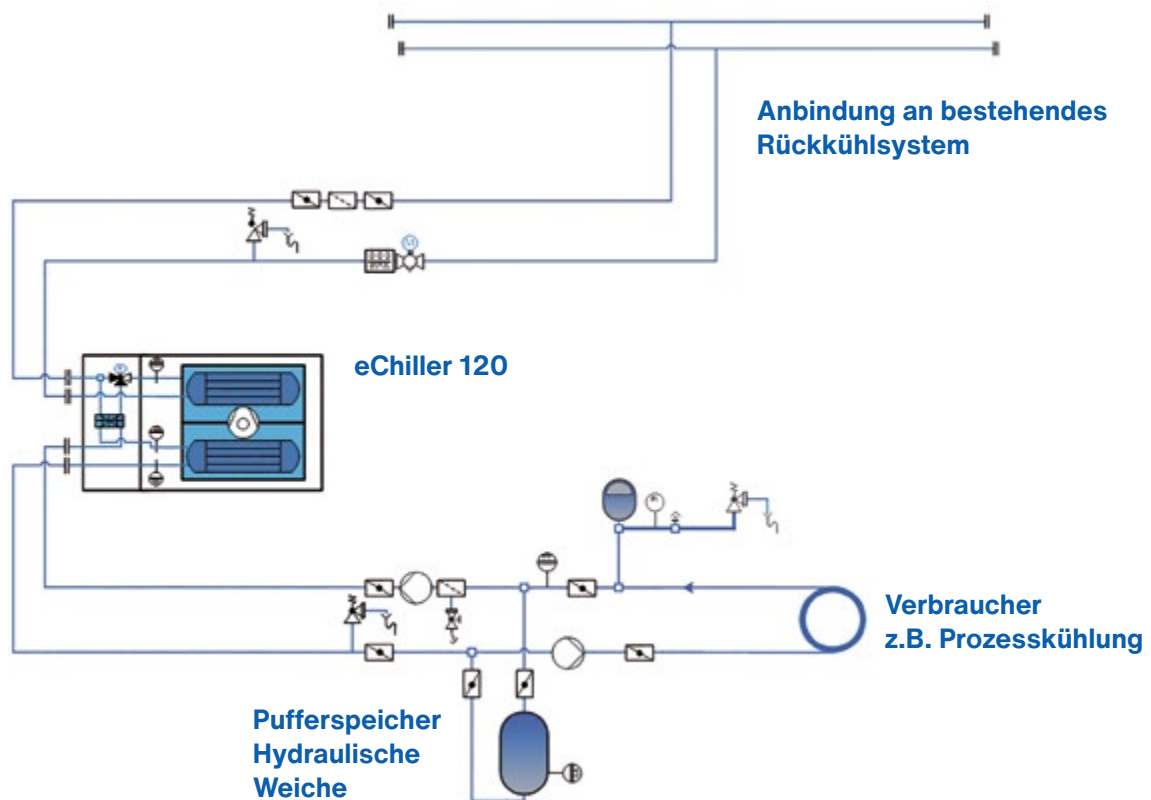 Anbindung an bestehendes
Rückkühlsystem
eChiller 120
Verbraucher
z.B. Prozesskühlung
Pufferspeicher
Hydraulische
Weiche